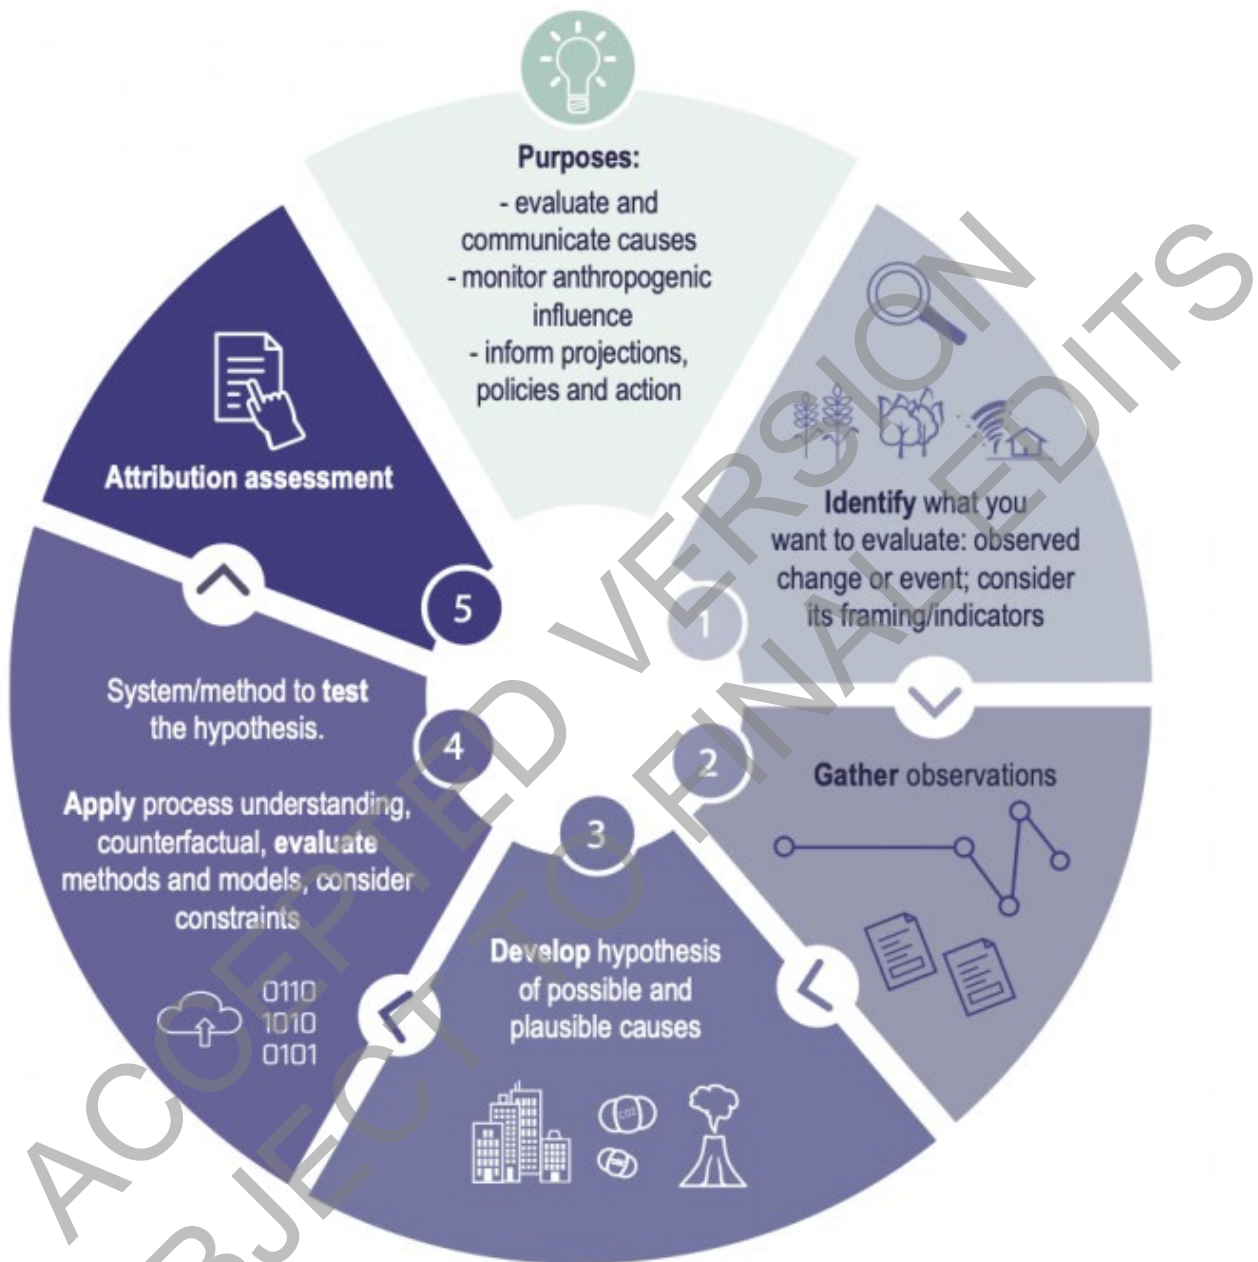 Purposes:
- evaluate and
communicate causes
- monitor anthropogenic
influence
- inform projections,
policies and action
Identify what you
want to evaluate: observed
change or event; consider
its framing/indicators
1
2
Gather observations
3
Develop hypothesis
of possible and
plausible causes
CO2
4
System/method to test
the hypothesis.
Apply process understanding,
counterfactual, evaluate
methods and models, consider
constraints
0110
1010
0101
5
Attribution assessment
ACCEPTED VERSION
SUBJECT TO FINAL EDITS